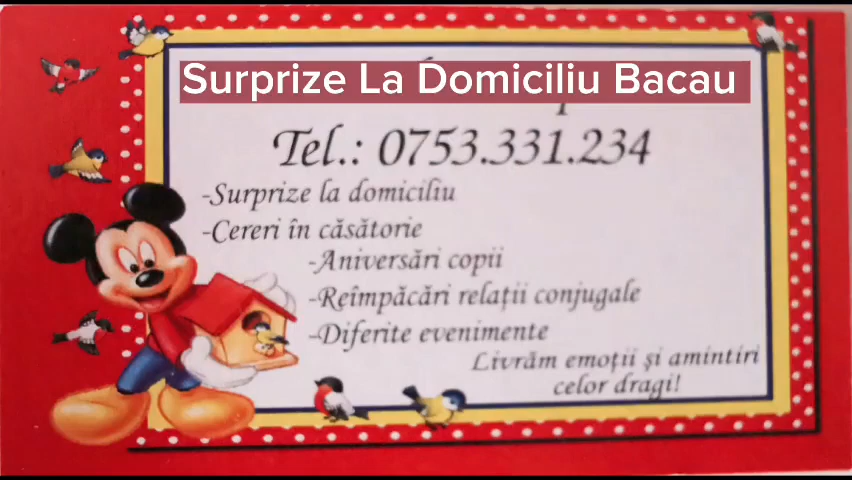 Surprize La Domiciliu Bacau
Tel.: 0753.331.234
-Surprize la domiciliu
-Cereri în căsătorie
-Aniversări copii
-Reîmpăcări relații conjugale
-Diferite evenimente
Livrăm emoții și amintiri
celor dragi!